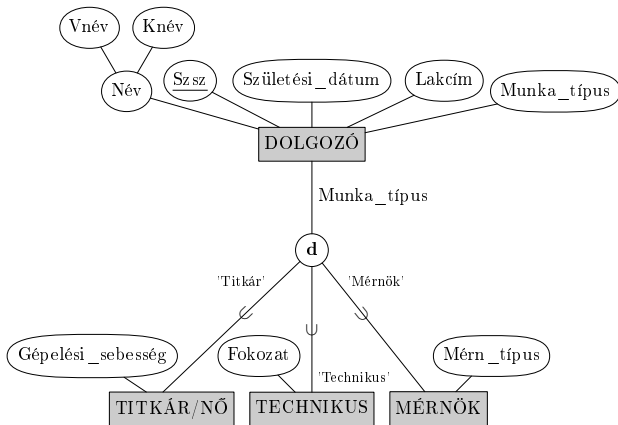 Vnév
Knév
Név
Szsz
Születési_dátum
Lakcím
Munka_típus
DOLGOZÓ
Munka_típus
d
'Titkár'
'Mérnök'
Gépelési_sebesség
Fokozat
Mérn_típus
'Technikus'
TITKÁR/NŐ
TECHNIKUS
MÉRNÖK